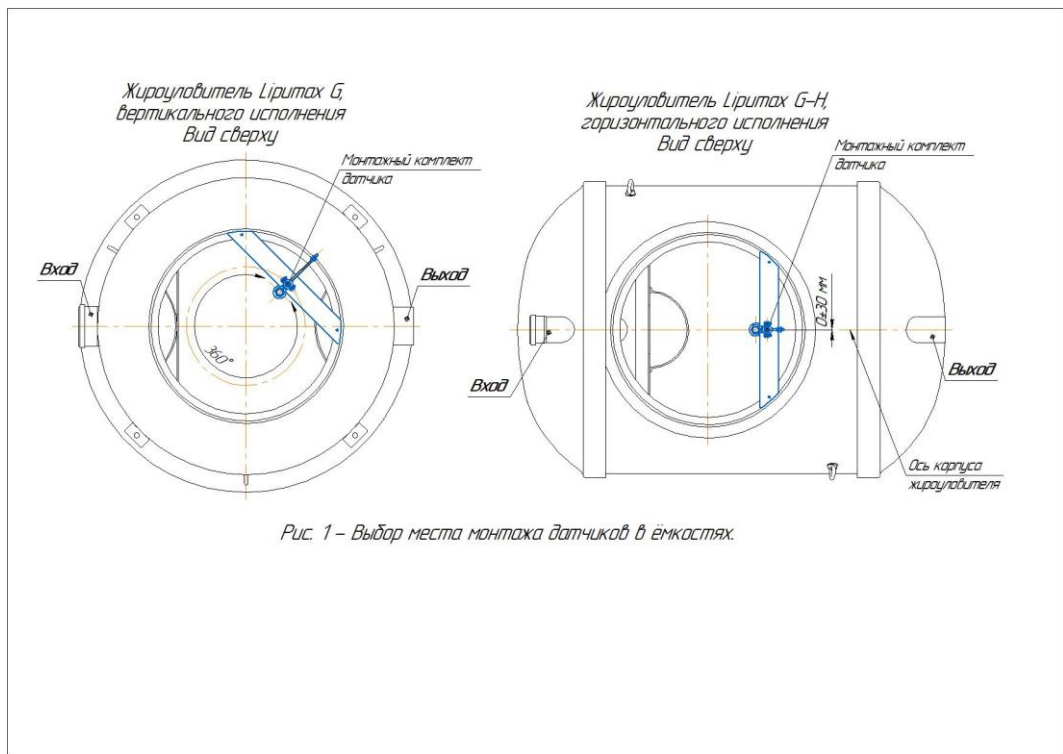 Жироуловитель Lipumax G,
вертикального исполнения
Вид сверху
Монтажный комплект
датчика
Вход
Выход
360°
Жироуловитель Lipumax G-H,
горизонтального исполнения
Вид сверху
Монтажный комплект
датчика
0±30 мм
Вход
Выход
Ось корпуса
жироуловителя
Рис. 1 – Выбор места монтажа датчиков в ёмкостях.